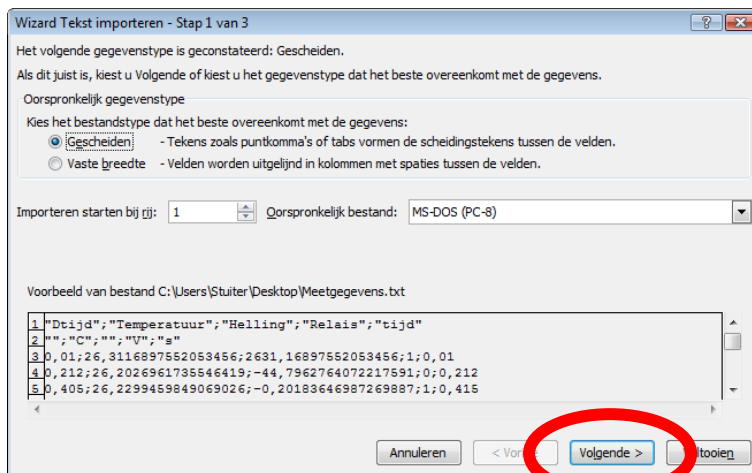 Wizard Tekst importeren - Stap 1 van 3
Het volgende gegevenstype is geconstateerd: Gescheiden.
Als dit juist is, kiest u Volgende of kiest u het gegevenstype dat het beste overeenkomt met de gegevens.
Oorspronkelijk gegevenstype
Kies het bestandstype dat het beste overeenkomt met de gegevens:
Gescheiden - Tekens zoals puntkomma's of tabs vormen de scheidingstekens tussen de velden.
Vaste breedte - Velden worden uitgelijnd in kolommen met spaties tussen de velden.
Importeren starten bij rij: 1 Oorspronkelijk bestand: MS-DOS (PC-8)
Voorbeeld van bestand C:\Users\Stuiter\Desktop\Meetgegevens.txt
1 "Dtijd";"Temperatuur";"Helling";"Relais";"tijd"
2 "";"C";"";"V";"s"
3 0,01;26,3116897552053456;2631,16897552053456;1;0,01
4 0,212;26,2026961735546419;-44,7962764072217591;0;0,212
5 0,405;26,2299459849069026;-0,20183646987269887;1;0,415
Annuleren < Vor Volgende > ltooien